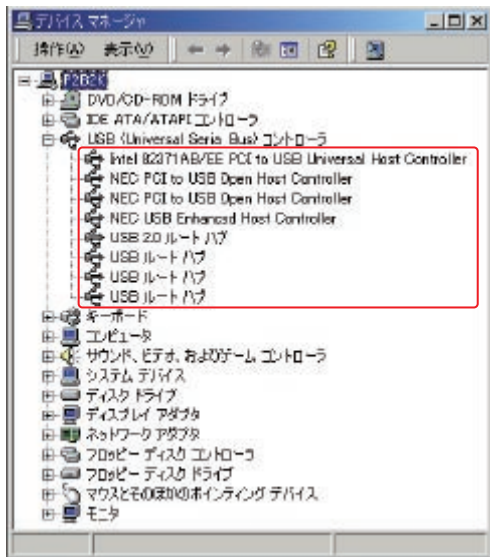 デバイス マネージャ
操作(A) 表示(V)
P2B2K
DVD/CD-ROM ドライブ
IDE ATA/ATAPI コントローラ
USB (Universal Seria Bus) コントローラ
Intel 82371AB/EE PCI to USB Universal Host Controller
NEC PCI to USB Open Host Controller
NEC PCI to USB Open Host Controller
NEC USB Enhanced Host Controller
USB 2.0 ルート ハブ
USB ルート ハブ
USB ルート ハブ
USB ルート ハブ
キーボード
コンピュータ
サウンド、ビデオ、およびゲーム コントローラ
システム デバイス
ディスク ドライブ
ディスプレイ アダプタ
ネットワーク アダプタ
フロッピー ディスク コントローラ
フロッピー ディスク ドライブ
マウスとそのほかのポインティング デバイス
モニタ